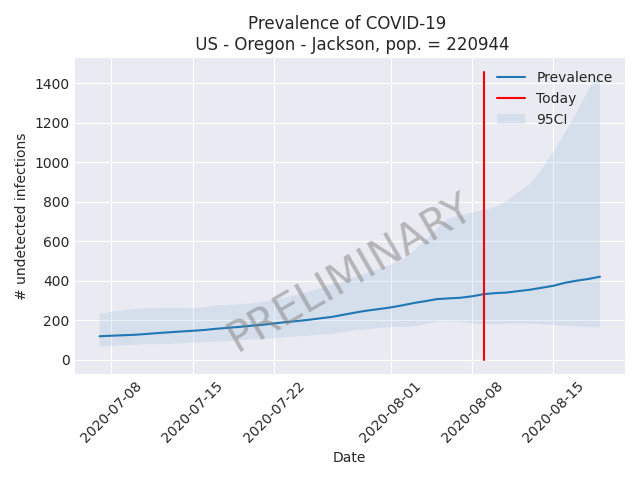 Prevalence of COVID-19
US - Oregon - Jackson, pop. = 220944
Prevalence
Today
95CI
1400
1200
1000
800
600
400
200
0
# undetected infections
PRELIMINARY
2020-07-08
2020-07-15
2020-07-22
2020-08-01
2020-08-08
2020-08-15
Date